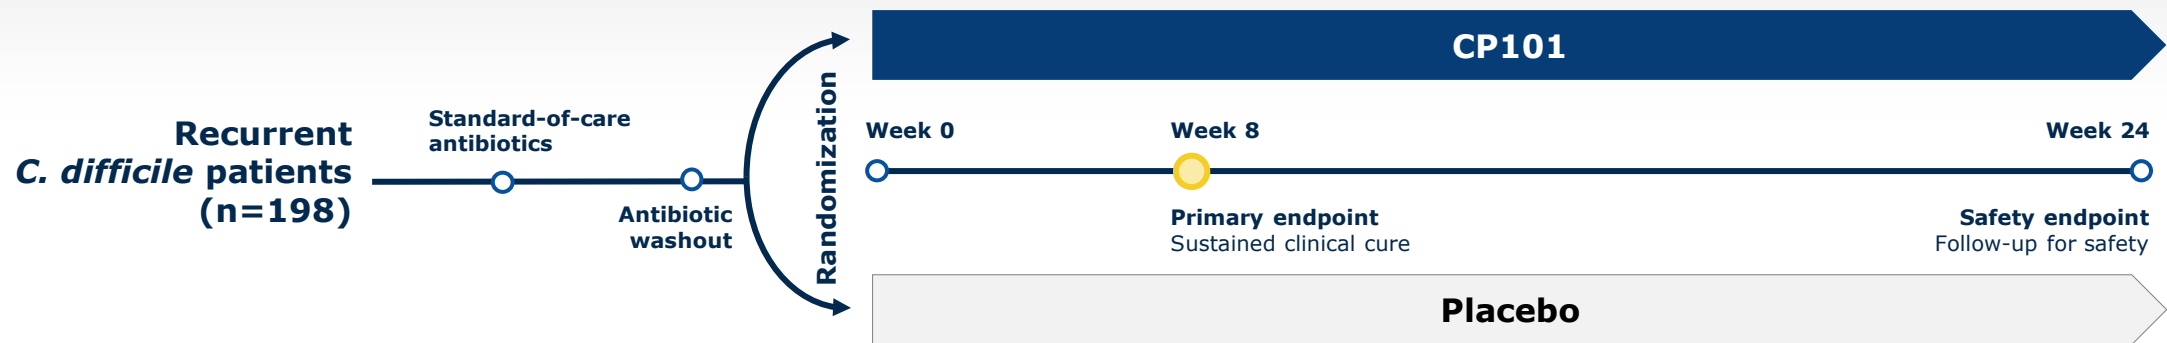 Recurrent
C. difficile patients
(n=198)
Standard-of-care
antibiotics
Antibiotic
washout
Randomization
CP101
Week 0
Week 8
Week 24
Primary endpoint
Sustained clinical cure
Safety endpoint
Follow-up for safety
Placebo